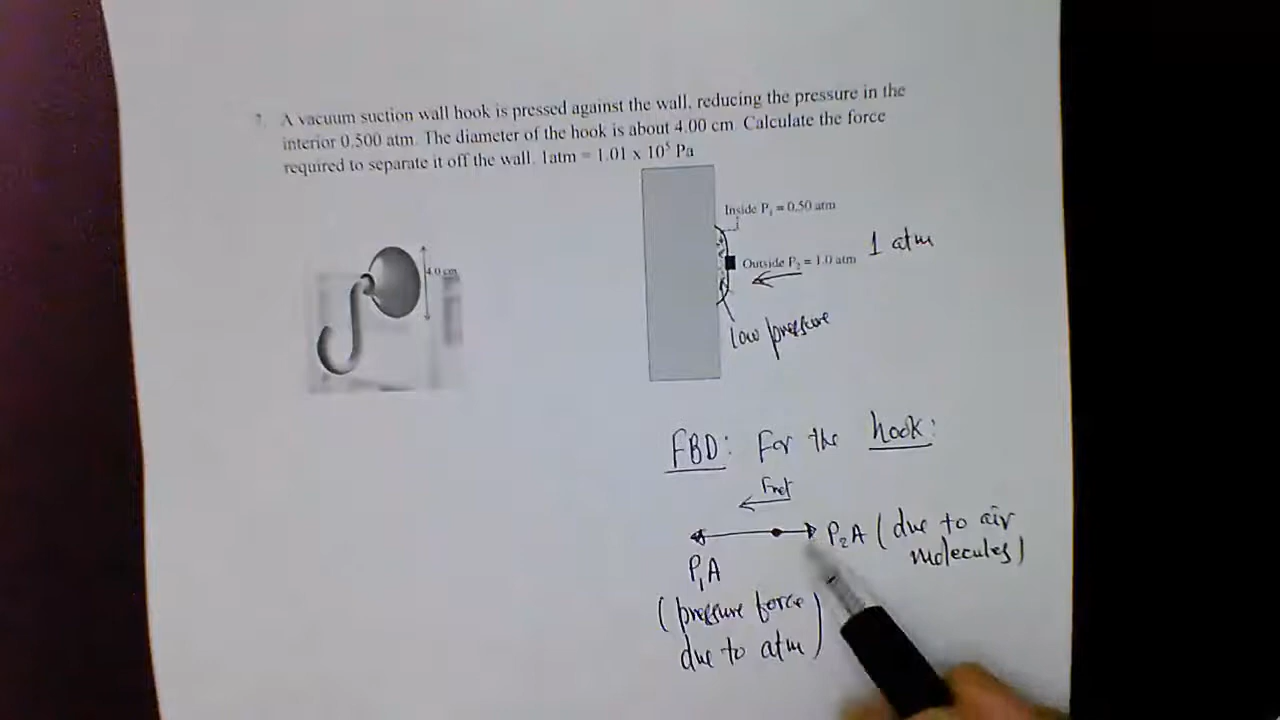 7. A vacuum suction wall hook is pressed against the wall, reducing the pressure in the
interior 0.500 atm. The diameter of the hook is about 4.00 cm. Calculate the force
required to separate it off the wall. 1atm = 1.01 x 10⁵ Pa
Inside P₁ = 0.50 atm
1 atm
Outside P₂ = 1.0 atm
4.0 cm
low pressure
FBD: For the hook:
Fnet
P₂A (due to air
molecules)
P₁A
(pressure force
due to atm)